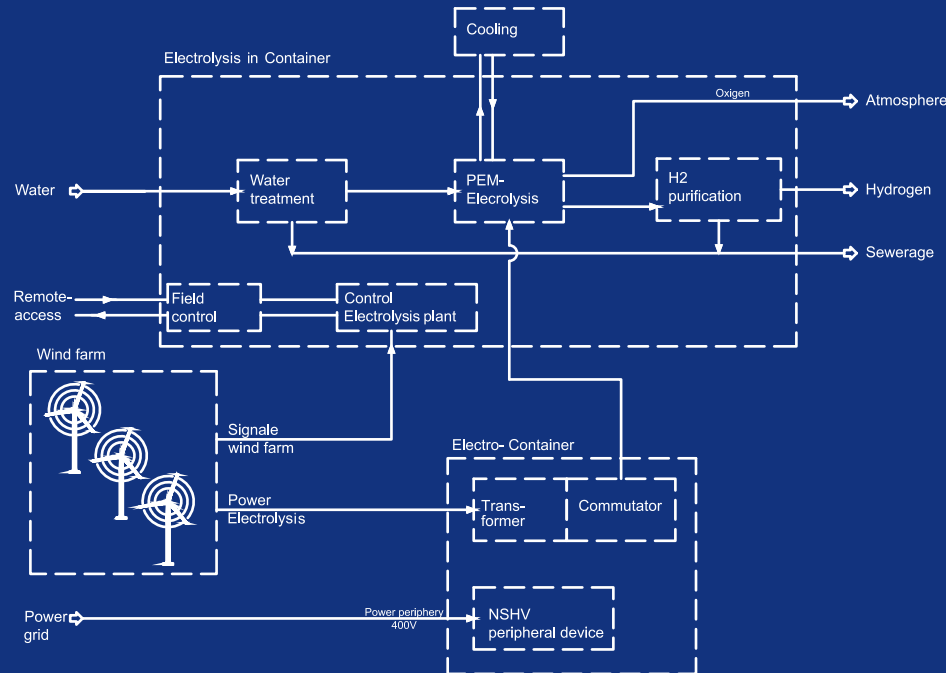 Cooling
Electrolysis in Container
Oxigen
Atmosphere
Water
Water
treatment
PEM-
Elecrolysis
H2
purification
Hydrogen
Sewerage
Remote-
access
Field
control
Control
Electrolysis plant
Wind farm
Signale
wind farm
Electro- Container
Power
Electrolysis
Trans-
former
Commutator
Power
grid
Power periphery
400V
NSHV
peripheral device